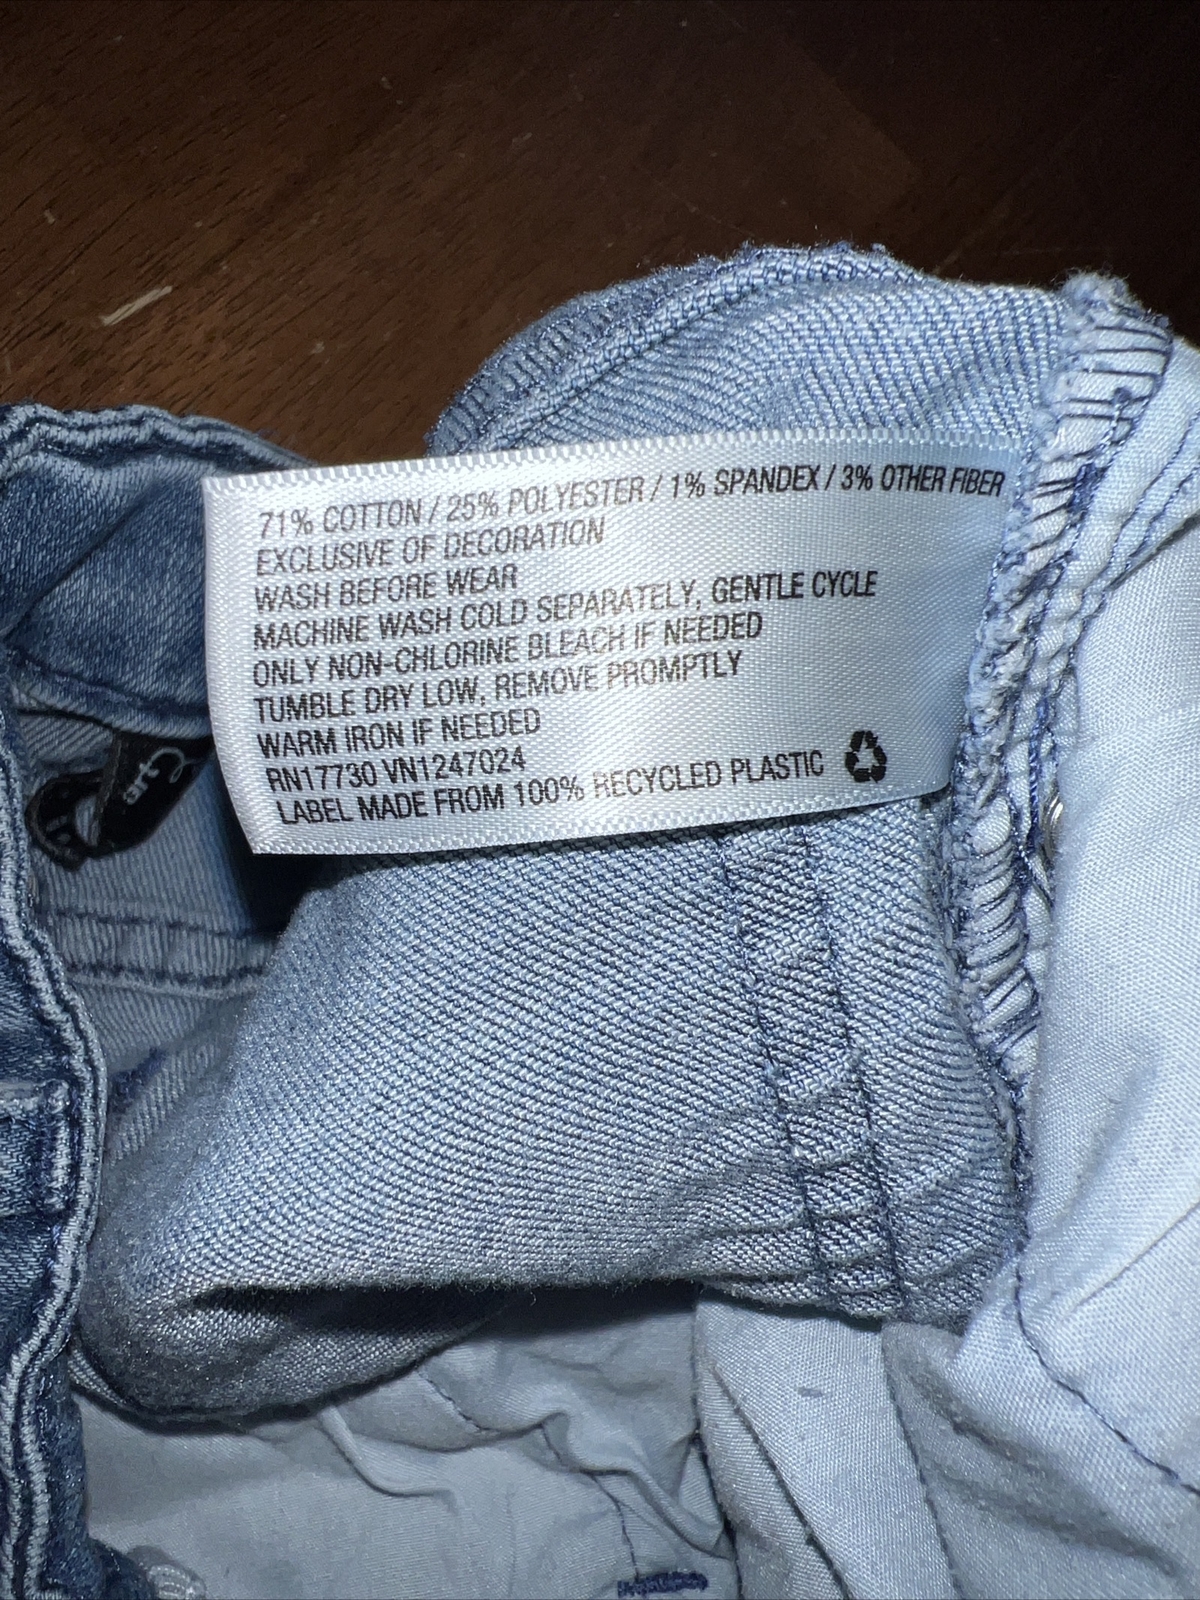 71% COTTON / 25% POLYESTER / 1% SPANDEX / 3% OTHER FIBER
EXCLUSIVE OF DECORATION
WASH BEFORE WEAR
MACHINE WASH COLD SEPARATELY, GENTLE CYCLE
ONLY NON-CHLORINE BLEACH IF NEEDED
TUMBLE DRY LOW, REMOVE PROMPTLY
WARM IRON IF NEEDED
RN17730 VN1247024
LABEL MADE FROM 100% RECYCLED PLASTIC